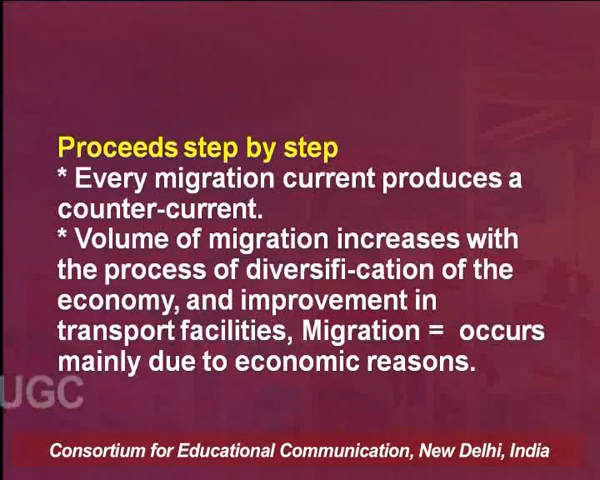 Proceeds step by step
* Every migration current produces a
counter-current.
* Volume of migration increases with
the process of diversifi-cation of the
economy, and improvement in
transport facilities, Migration = occurs
mainly due to economic reasons.
UGC
Consortium for Educational Communication, New Delhi, India